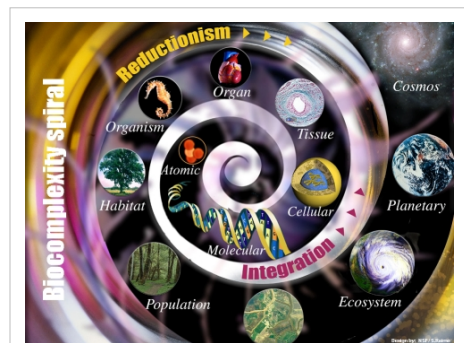 Biocomplexity spiral
Reductionism
Organ
Cosmos
Organism
Tissue
Atomic
Habitat
Cellular
Planetary
Molecular
Integration
Population
Ecosystem